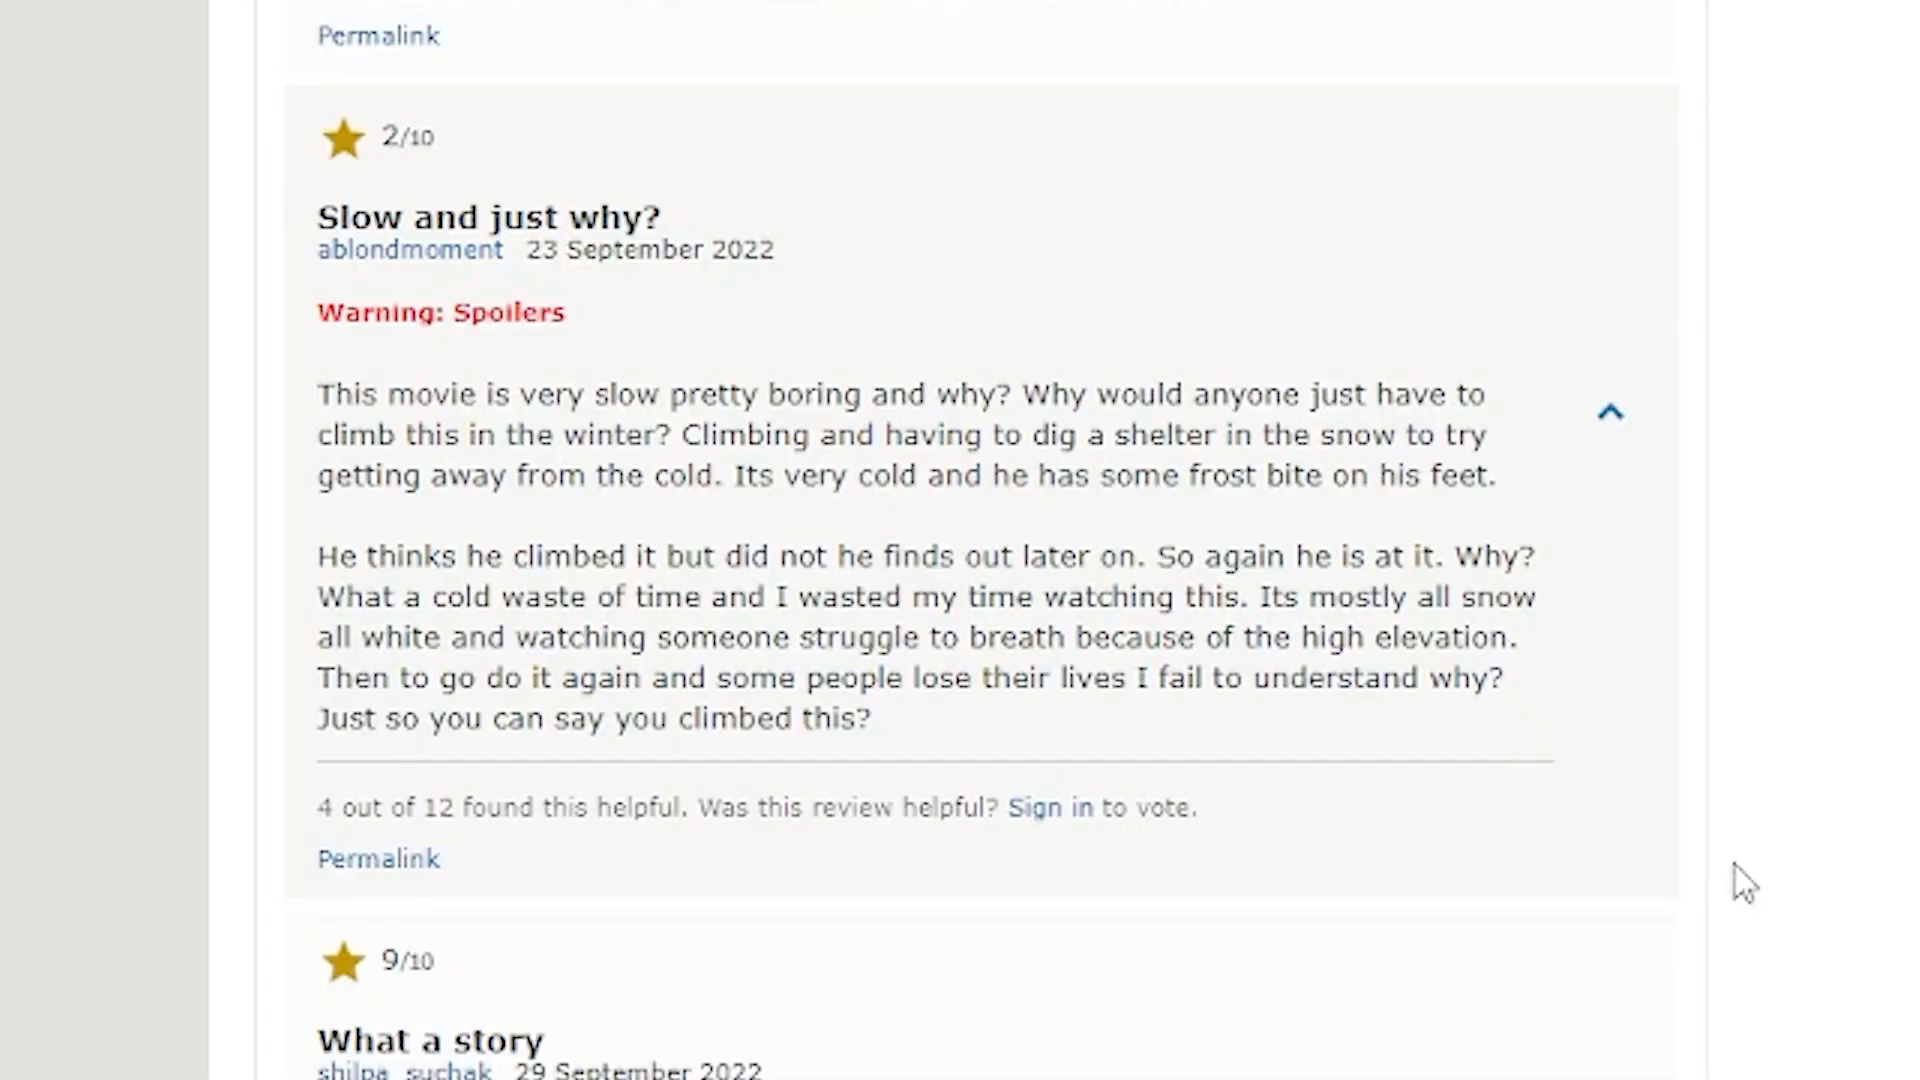 Permalink
2/10
Slow and just why?
ablondmoment 23 September 2022
Warning: Spoilers
This movie is very slow pretty boring and why? Why would anyone just have to
climb this in the winter? Climbing and having to dig a shelter in the snow to try
getting away from the cold. Its very cold and he has some frost bite on his feet.
He thinks he climbed it but did not he finds out later on. So again he is at it. Why?
What a cold waste of time and I wasted my time watching this. Its mostly all snow
all white and watching someone struggle to breath because of the high elevation.
Then to go do it again and some people lose their lives I fail to understand why?
Just so you can say you climbed this?
4 out of 12 found this helpful. Was this review helpful? Sign in to vote.
Permalink
9/10
What a story
shilpa_suchak 29 September 2022